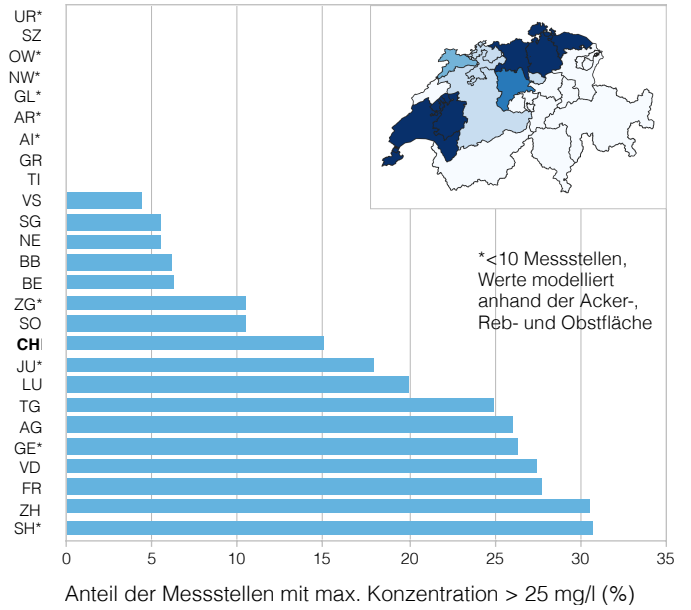 UR*
SZ
OW*
NW*
GL*
AR*
AI*
GR
TI
VS
SG
NE
BB
BE
ZG*
SO
CH
JU*
LU
TG
AG
GE*
VD
FR
ZH
SH*
*<10 Messstellen,
Werte modelliert
anhand der Acker-,
Reb- und Obstfläche
0 5 10 15 20 25 30 35
Anteil der Messstellen mit max. Konzentration > 25 mg/l (%)